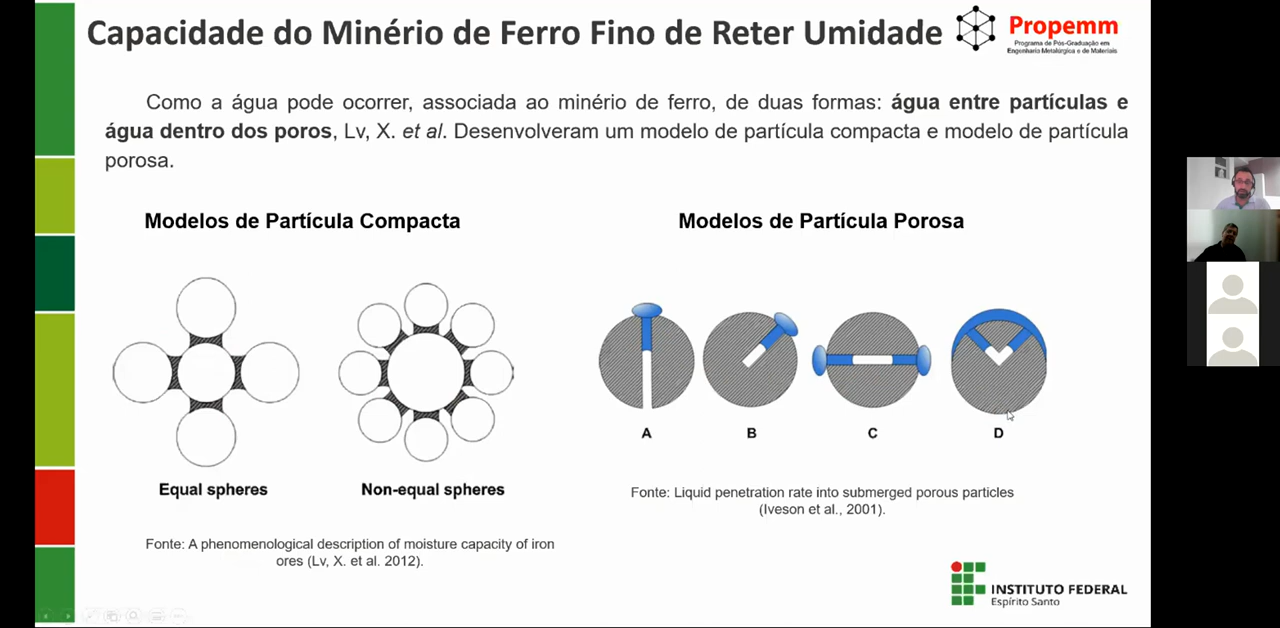 Capacidade do Minério de Ferro Fino de Reter Umidade
Propemm
Programa de Pós-Graduação em
Engenharia Metalúrgica e de Materiais
Como a água pode ocorrer, associada ao minério de ferro, de duas formas: água entre partículas e
água dentro dos poros, Lv, X. et al. Desenvolveram um modelo de partícula compacta e modelo de partícula
porosa.
Modelos de Partícula Compacta
Modelos de Partícula Porosa
A
B
C
D
Equal spheres
Non-equal spheres
Fonte: Liquid penetration rate into submerged porous particles
(Iveson et al., 2001).
Fonte: A phenomenological description of moisture capacity of iron
ores (Lv, X. et al. 2012).
INSTITUTO FEDERAL
Espírito Santo